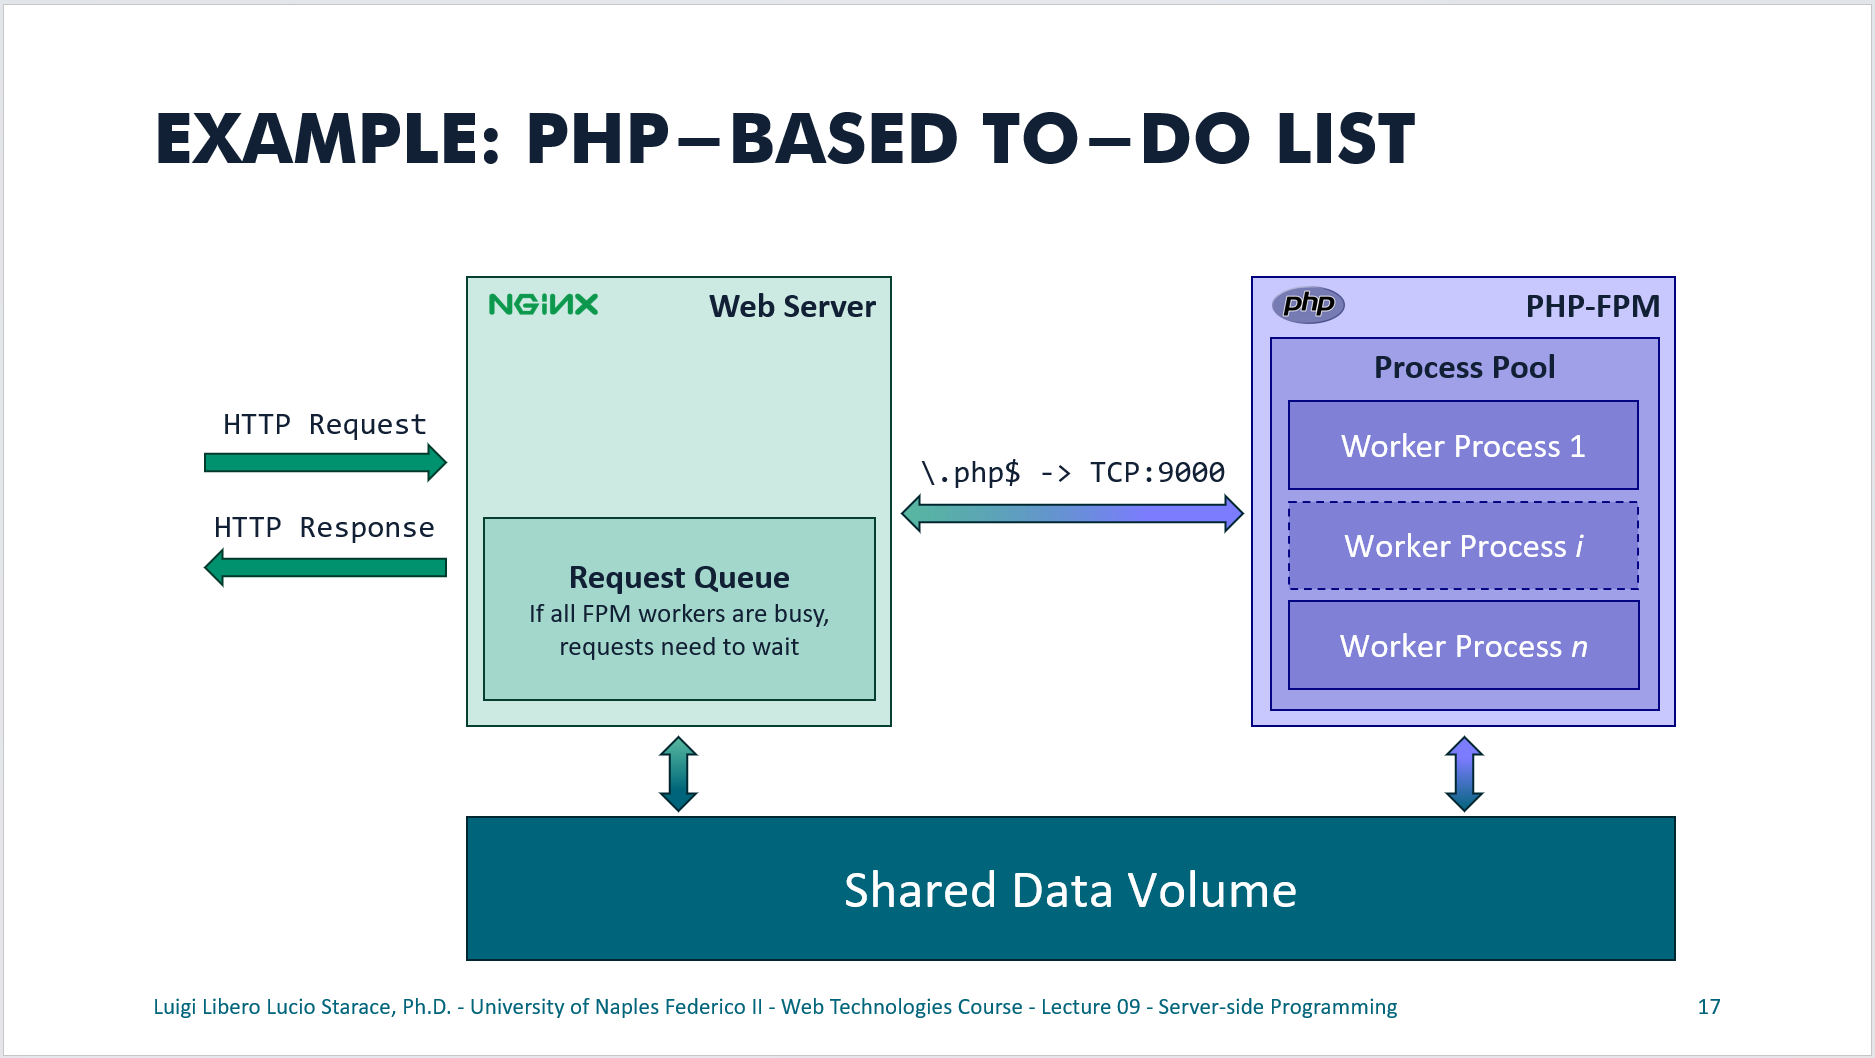 EXAMPLE: PHP–BASED TO–DO LIST
NGiNX
Web Server
php
PHP-FPM
Process Pool
Worker Process 1
Worker Process i
Worker Process n
HTTP Request
HTTP Response
\.php$ -> TCP:9000
Request Queue
If all FPM workers are busy,
requests need to wait
Shared Data Volume
Luigi Libero Lucio Starace, Ph.D. - University of Naples Federico II - Web Technologies Course - Lecture 09 - Server-side Programming
17